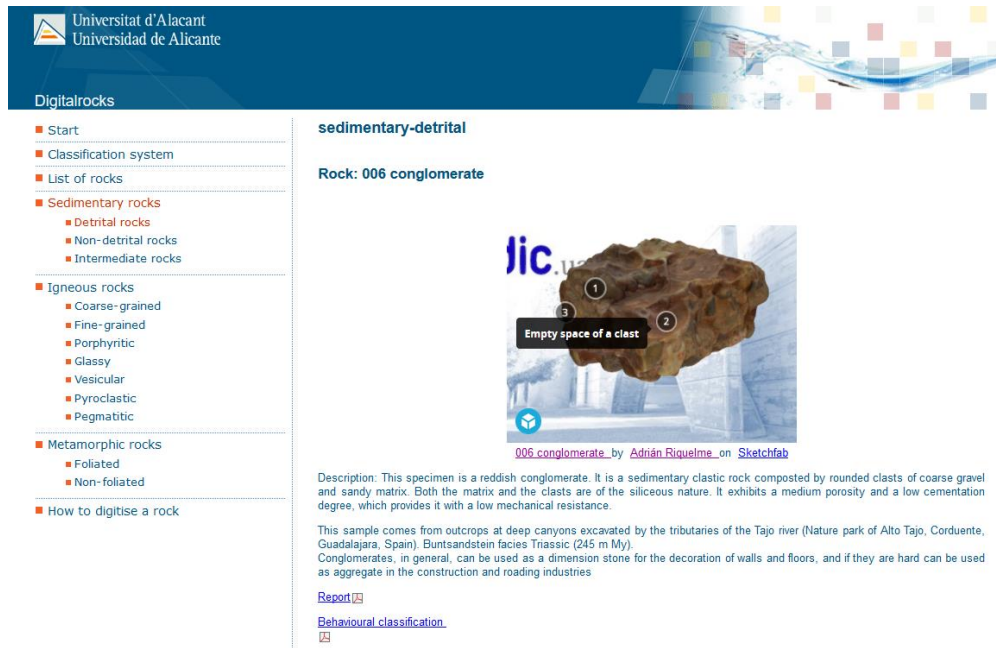 Universitat d'Alacant
Universidad de Alicante
Digitalrocks
Start
Classification system
List of rocks
Sedimentary rocks
Detrital rocks
Non-detrital rocks
Intermediate rocks
Igneous rocks
Coarse-grained
Fine-grained
Porphyritic
Glassy
Vesicular
Pyroclastic
Pegmatitic
Metamorphic rocks
Foliated
Non-foliated
How to digitise a rock
sedimentary-detrital
Rock: 006 conglomerate
dic.ua
1
3
2
Empty space of a clast
006 conglomerate by Adrián Riquelme on Sketchfab
Description: This specimen is a reddish conglomerate. It is a sedimentary clastic rock composted by rounded clasts of coarse gravel
and sandy matrix. Both the matrix and the clasts are of the siliceous nature. It exhibits a medium porosity and a low cementation
degree, which provides it with a low mechanical resistance.
This sample comes from outcrops at deep canyons excavated by the tributaries of the Tajo river (Nature park of Alto Tajo, Corduente,
Guadalajara, Spain). Buntsandstein facies Triassic (245 m My).
Conglomerates, in general, can be used as a dimension stone for the decoration of walls and floors, and if they are hard can be used
as aggregate in the construction and roading industries
Report
Behavioural classification